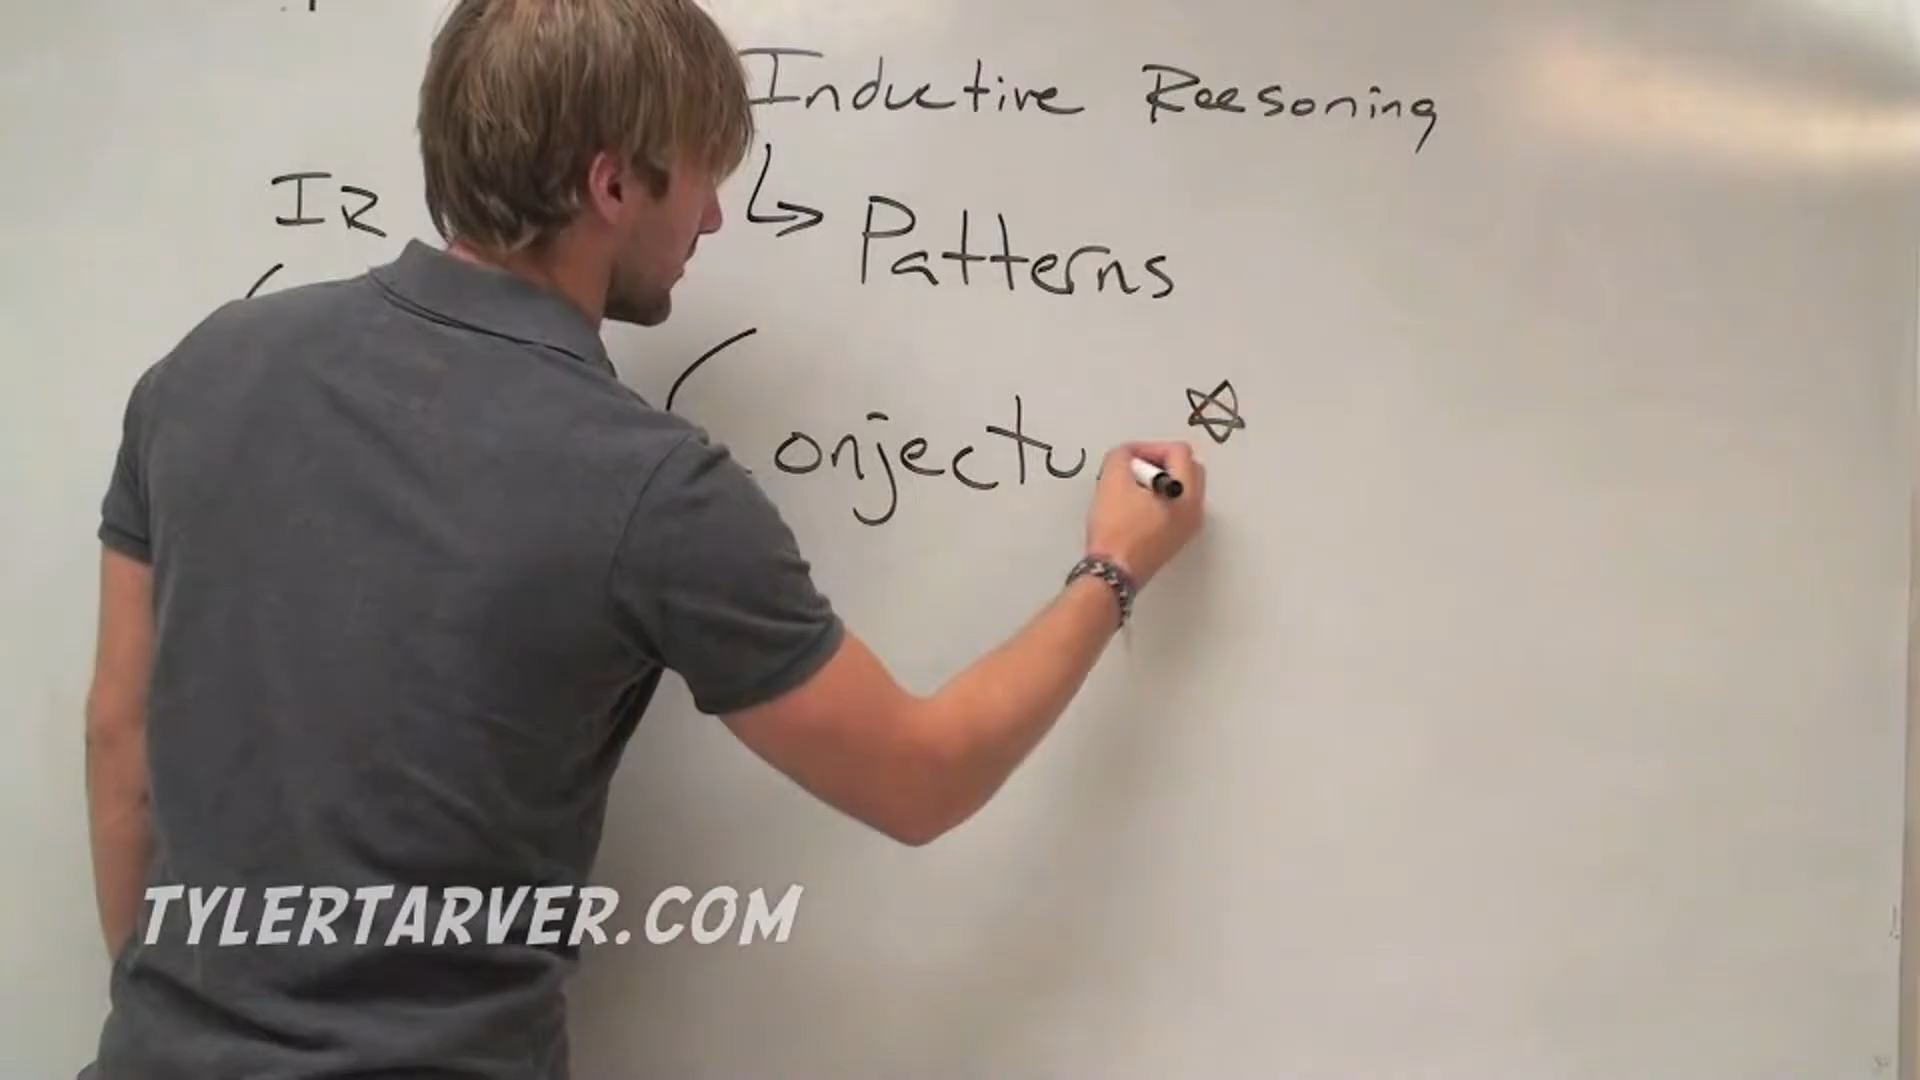 Inductive Reasoning
IR
Patterns
Conjectu
TYLERTARVER.COM